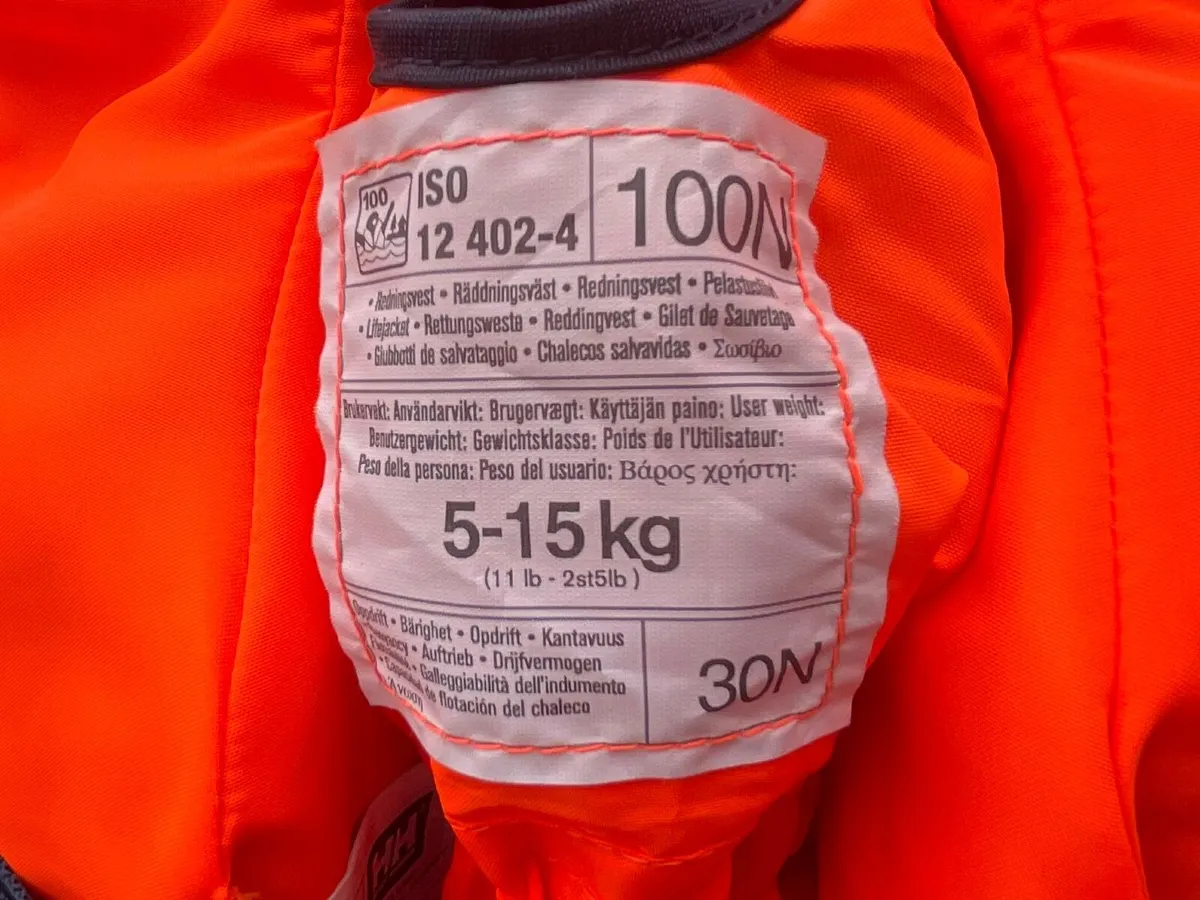 100
ISO
12 402-4
100N
• Redningsvest • Räddningsväst • Redningsvest •
• Lifejacket • Rettungsweste • Reddingvest • Gilet de Sauvetage
• Giubbotti de salvataggio • Chalecos salvavidas • Σωσίβιο
Brukervekt: Användarvikt: Brugervægt: Käyttäjän paino: User weight:
Benutzergewicht: Gewichtsklasse: Poids de l'Utilisateur:
Peso della persona: Peso del usuario: Βάρος χρήστη:
5-15 kg
(11 lb - 2st5lb )
Oppdrift • Bärighet • Opdrift • Kantavuus
• Auftrieb • Drijfvermogen
• Galleggiabilità dell'indumento
de flotación del chaleco
30N
HH